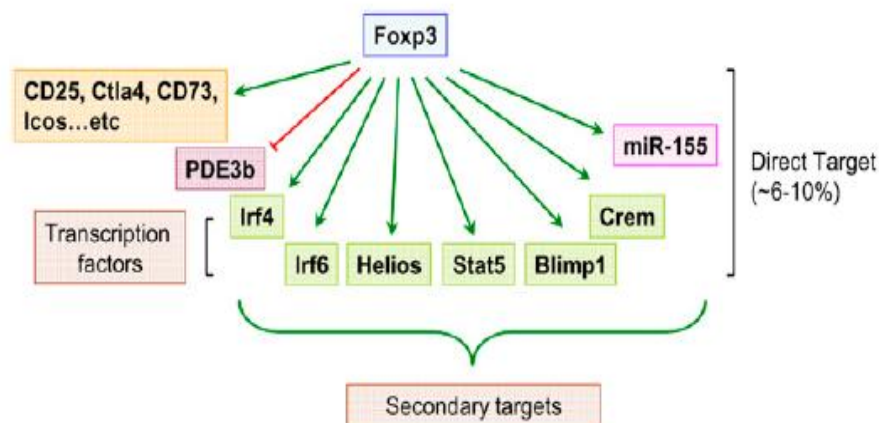 Foxp3
CD25, Ctla4, CD73,
Icos...etc
miR-155
Direct Target
(~6-10%)
PDE3b
Irf4
Crem
Transcription
factors
Irf6
Helios
Stat5
Blimp1
Secondary targets